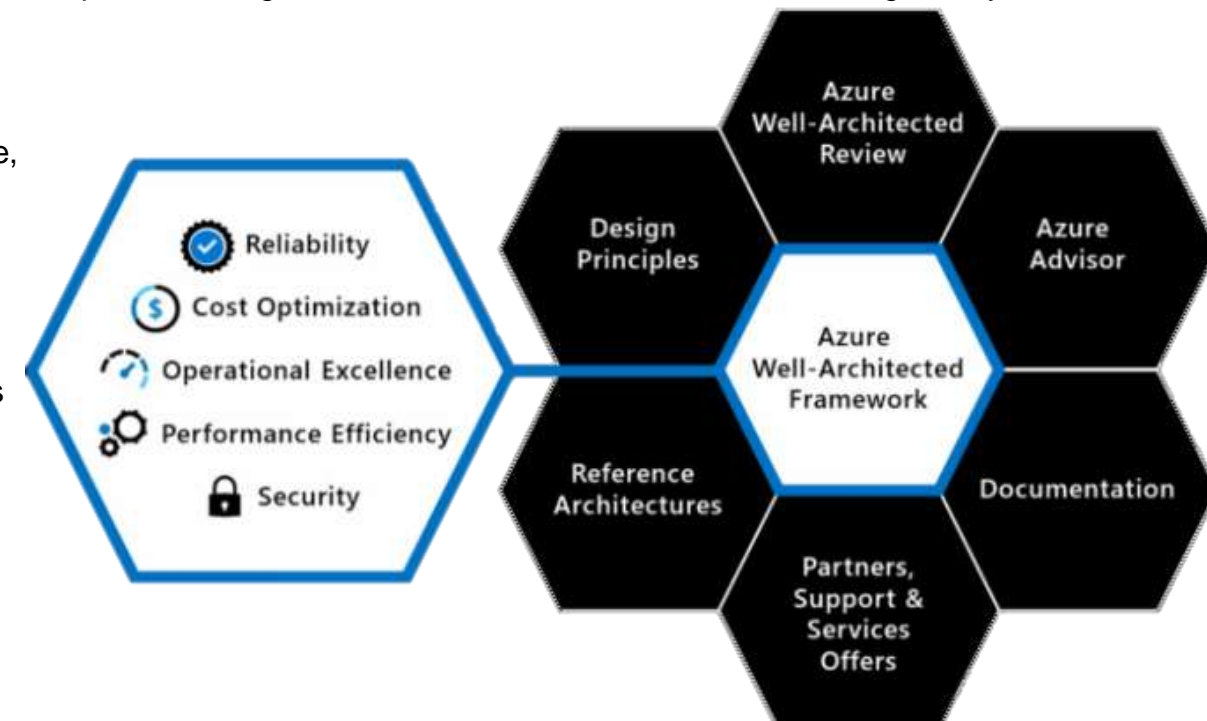 e,
s
Reliability
Cost Optimization
Operational Excellence
Performance Efficiency
Security
Azure
Well-Architected
Review
Design
Principles
Azure
Advisor
Azure
Well-Architected
Framework
Reference
Architectures
Documentation
Partners,
Support &
Services
Offers